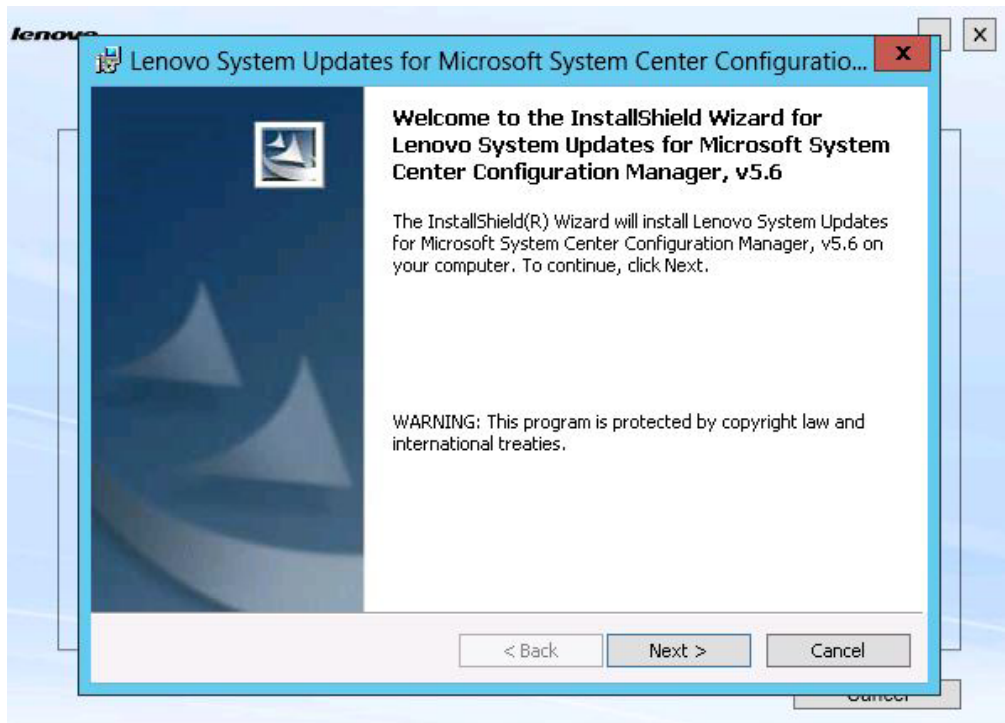 lenovo
Lenovo System Updates for Microsoft System Center Configuratio...
X
X
Welcome to the InstallShield Wizard for
Lenovo System Updates for Microsoft System
Center Configuration Manager, v5.6
The InstallShield(R) Wizard will install Lenovo System Updates
for Microsoft System Center Configuration Manager, v5.6 on
your computer. To continue, click Next.
WARNING: This program is protected by copyright law and
international treaties.
< Back
Next >
Cancel
Cancel